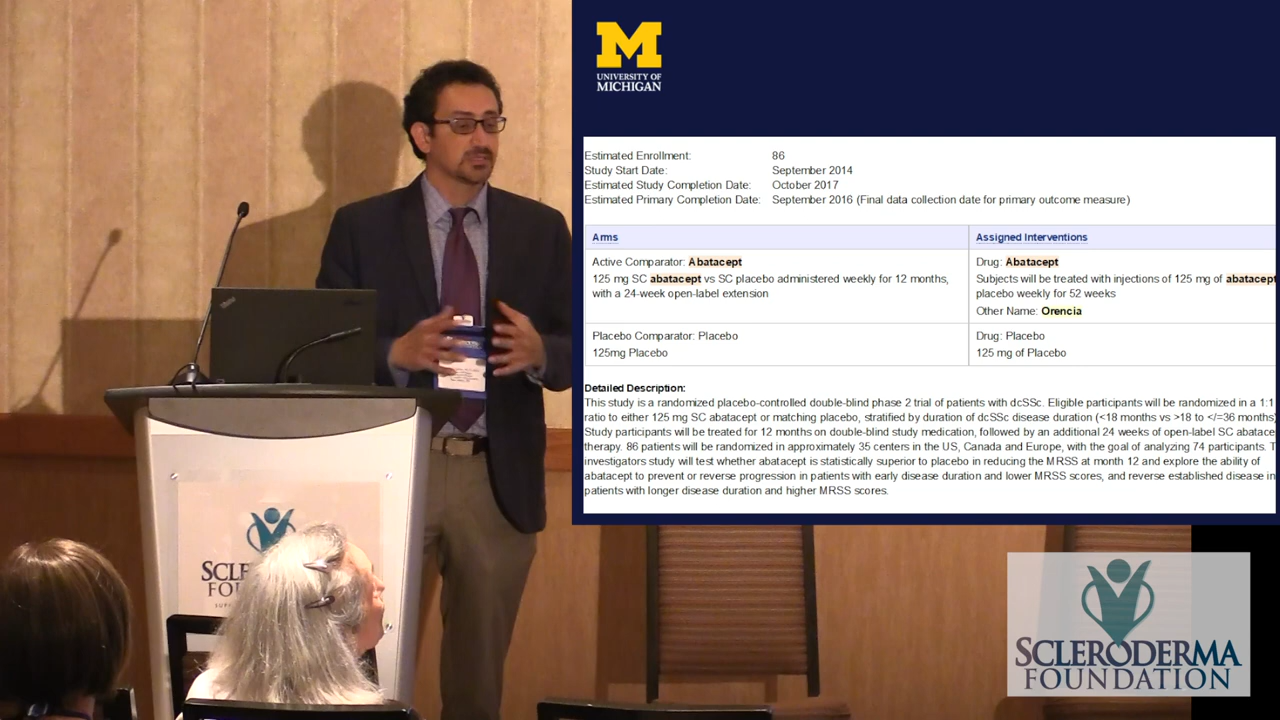 M
UNIVERSITY OF
MICHIGAN
Estimated Enrollment: 86
Study Start Date: September 2014
Estimated Study Completion Date: October 2017
Estimated Primary Completion Date: September 2016 (Final data collection date for primary outcome measure)
Arms
Assigned Interventions
Active Comparator: Abatacept
125 mg SC abatacept vs SC placebo administered weekly for 12 months,
with a 24-week open-label extension
Drug: Abatacept
Subjects will be treated with injections of 125 mg of abatacept
placebo weekly for 52 weeks
Other Name: Orencia
Placebo Comparator: Placebo
125mg Placebo
Drug: Placebo
125 mg of Placebo
Detailed Description:
This study is a randomized placebo-controlled double-blind phase 2 trial of patients with dcSSc. Eligible participants will be randomized in a 1:1
ratio to either 125 mg SC abatacept or matching placebo, stratified by duration of dcSSc disease duration (<18 months vs >18 to </=36 months)
Study participants will be treated for 12 months on double-blind study medication, followed by an additional 24 weeks of open-label SC abatace
therapy. 86 patients will be randomized in approximately 35 centers in the US, Canada and Europe, with the goal of analyzing 74 participants. T
investigators study will test whether abatacept is statistically superior to placebo in reducing the MRSS at month 12 and explore the ability of
abatacept to prevent or reverse progression in patients with early disease duration and lower MRSS scores, and reverse established disease in
patients with longer disease duration and higher MRSS scores.
ThinkPad
SCLE
FOU
SUP
SCLERODERMA
FOUNDATION